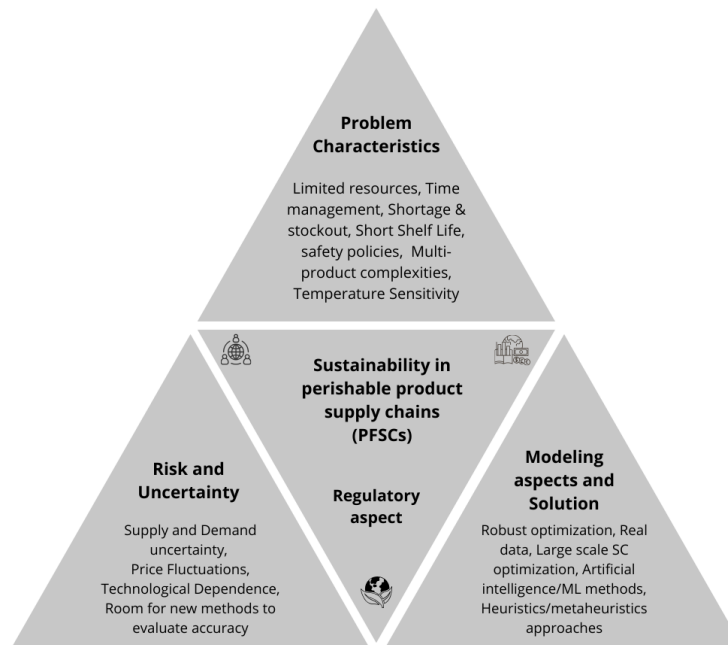 Problem
Characteristics
Limited resources, Time
management, Shortage &
stockout, Short Shelf Life,
safety policies,  Multi-
product complexities,
Temperature Sensitivity
Sustainability in
perishable product
supply chains
(PFSCs)
Regulatory
aspect
Risk and
Uncertainty
Supply and Demand
uncertainty,
Price Fluctuations,
Technological Dependence,
Room for new methods to
evaluate accuracy
Modeling
aspects and
Solution
Robust optimization, Real
data, Large scale SC
optimization, Artificial
intelligence/ML methods,
Heuristics/metaheuristics
approaches